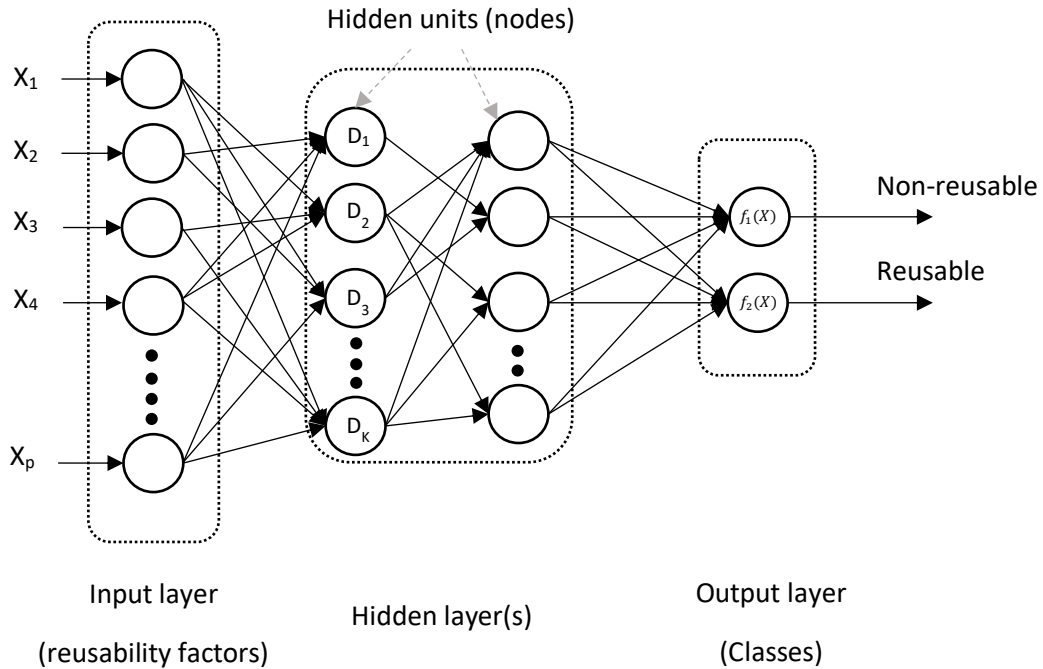 Hidden units (nodes)
X₁
X₂
X₃
X₄
Xₚ
D₁
D₂
D₃
D_K
f₁(X)
f₂(X)
Non-reusable
Reusable
Input layer
(reusability factors)
Hidden layer(s)
Output layer
(Classes)